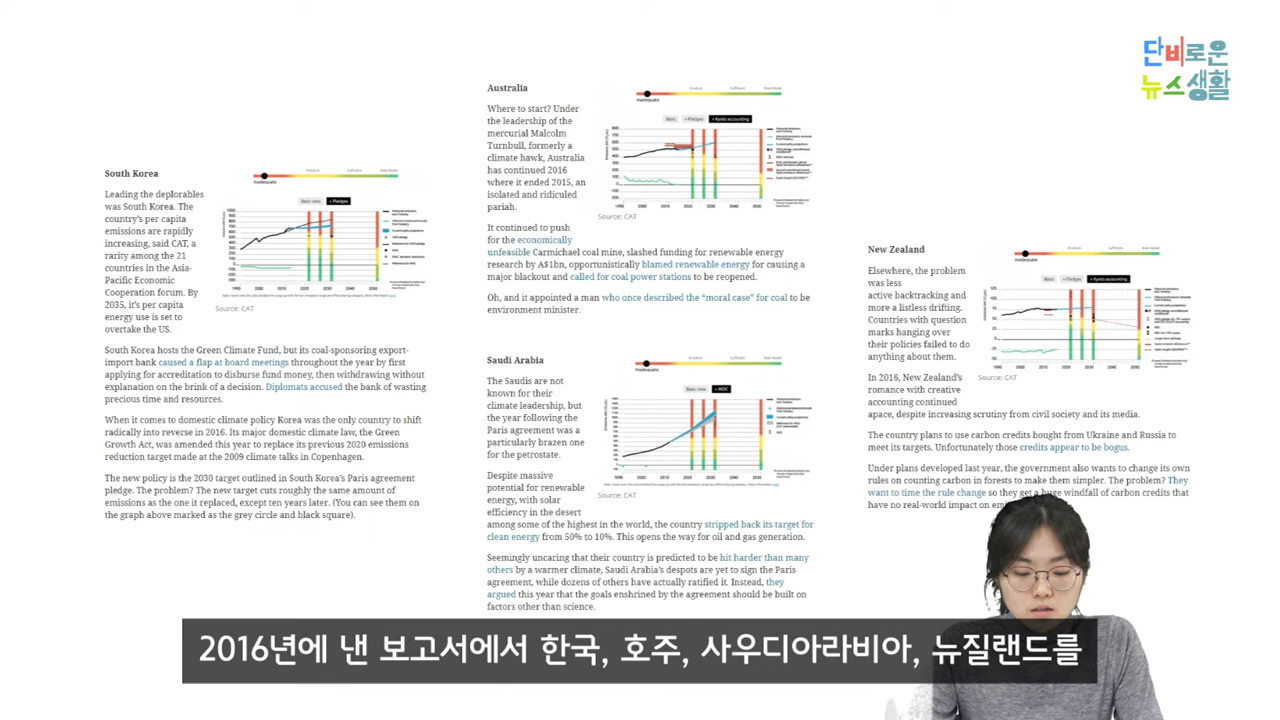 단비로운
뉴스생활
South Korea
Leading the deplorables
was South Korea. The
country's per capita
emissions are rapidly
increasing, said CAT, a
rarity among the 21
countries in the Asia-
Pacific Economic
Cooperation forum. By
2035, it's per capita
energy use is set to
overtake the US.
Inadequate
Basic view + Pledges
Source: CAT
South Korea hosts the Green Climate Fund, but its coal-sponsoring export-
import bank caused a flap at board meetings throughout the year by first
applying for accreditation to disburse fund money, then withdrawing without
explanation on the brink of a decision. Diplomats accused the bank of wasting
precious time and resources.
When it comes to domestic climate policy Korea was the only country to shift
radically into reverse in 2016. Its major domestic climate law, the Green
Growth Act, was amended this year to replace its previous 2020 emissions
reduction target made at the 2009 climate talks in Copenhagen.
The new policy is the 2030 target outlined in South Korea's Paris agreement
pledge. The problem? The new target cuts roughly the same amount of
emissions as the one it replaced, except ten years later. (You can see them on
the graph above marked as the grey circle and black square).
Australia
Where to start? Under
the leadership of the
mercurial Malcolm
Turnbull, formerly a
climate hawk, Australia
has continued 2016
where it ended 2015, an
isolated and ridiculed
pariah.
Inadequate
Basic + Pledges + Kyoto accounting
Source: CAT
It continued to push
for the economically
unfeasible Carmichael coal mine, slashed funding for renewable energy
research by A$1bn, opportunistically blamed renewable energy for causing a
major blackout and called for coal power stations to be reopened.
Oh, and it appointed a man who once described the "moral case" for coal to be
environment minister.
Saudi Arabia
The Saudis are not
known for their
climate leadership, but
the year following the
Paris agreement was a
particularly brazen one
for the petrostate.
Inadequate
Basic view + INDC
Source: CAT
Despite massive
potential for renewable
energy, with solar
efficiency in the desert
among some of the highest in the world, the country stripped back its target for
clean energy from 50% to 10%. This opens the way for oil and gas generation.
Seemingly uncaring that their country is predicted to be hit harder than many
others by a warmer climate, Saudi Arabia's despots are yet to sign the Paris
agreement, while dozens of others have actually ratified it. Instead, they
argued this year that the goals enshrined by the agreement should be built on
factors other than science.
New Zealand
Elsewhere, the problem
was less
active backtracking and
more a listless drifting.
Countries with question
marks hanging over
their policies failed to do
anything about them.
Inadequate
Basic + Pledges + Kyoto accounting
Source: CAT
In 2016, New Zealand's
romance with creative
accounting continued
apace, despite increasing scrutiny from civil society and its media.
The country plans to use carbon credits bought from Ukraine and Russia to
meet its targets. Unfortunately those credits appear to be bogus.
Under plans developed last year, the government also wants to change its own
rules on counting carbon in forests to make them simpler. The problem? They
want to time the rule change so they get a huge windfall of carbon credits that
have no real-world impact on
2016년에 낸 보고서에서 한국, 호주, 사우디아라비아, 뉴질랜드를